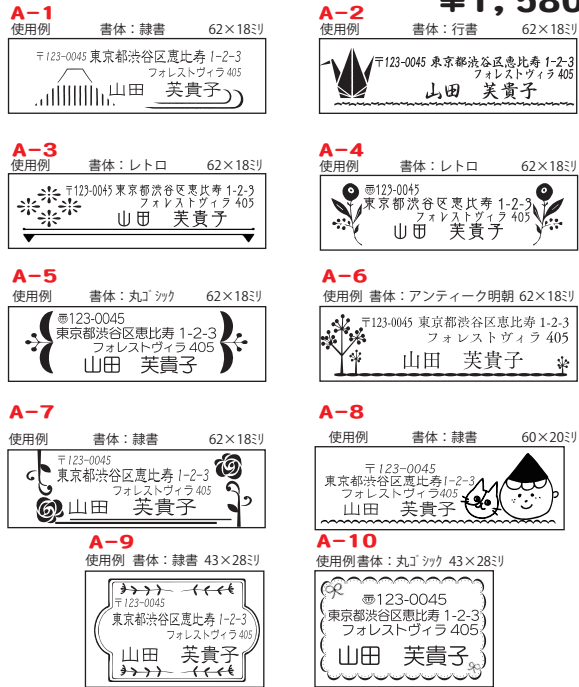 ¥1,580
A-1
使用例 書体：隷書 62×18ミリ
〒123-0045 東京都渋谷区恵比寿 1-2-3
フォレストヴィラ 405
山田 芙貴子
A-2
使用例 書体：行書 62×18ミリ
〒123-0045 東京都渋谷区恵比寿 1-2-3
フォレストヴィラ 405
山田 芙貴子
A-3
使用例 書体：レトロ 62×18ミリ
〒123-0045 東京都渋谷区恵比寿 1-2-3
フォレストヴィラ 405
山田 芙貴子
A-4
使用例 書体：レトロ 62×18ミリ
〠123-0045
東京都渋谷区恵比寿 1-2-3
フォレストヴィラ 405
山田 芙貴子
A-5
使用例 書体：丸ゴシック 62×18ミリ
〠123-0045
東京都渋谷区恵比寿 1-2-3
フォレストヴィラ 405
山田 芙貴子
A-6
使用例 書体：アンティーク明朝 62×18ミリ
〒123-0045 東京都渋谷区恵比寿 1-2-3
フォレストヴィラ 405
山田 芙貴子
A-7
使用例 書体：隷書 62×18ミリ
〒123-0045
東京都渋谷区恵比寿 1-2-3
フォレストヴィラ 405
山田 芙貴子
A-8
使用例 書体：隷書 60×20ミリ
〒123-0045
東京都渋谷区恵比寿 1-2-3
フォレストヴィラ405
山田 芙貴子
A-9
使用例 書体：隷書 43×28ミリ
〒123-0045
東京都渋谷区恵比寿 1-2-3
フォレストヴィラ 405
山田 芙貴子
A-10
使用例 書体：丸ゴシック 43×28ミリ
〠123-0045
東京都渋谷区恵比寿 1-2-3
フォレストヴィラ 405
山田 芙貴子